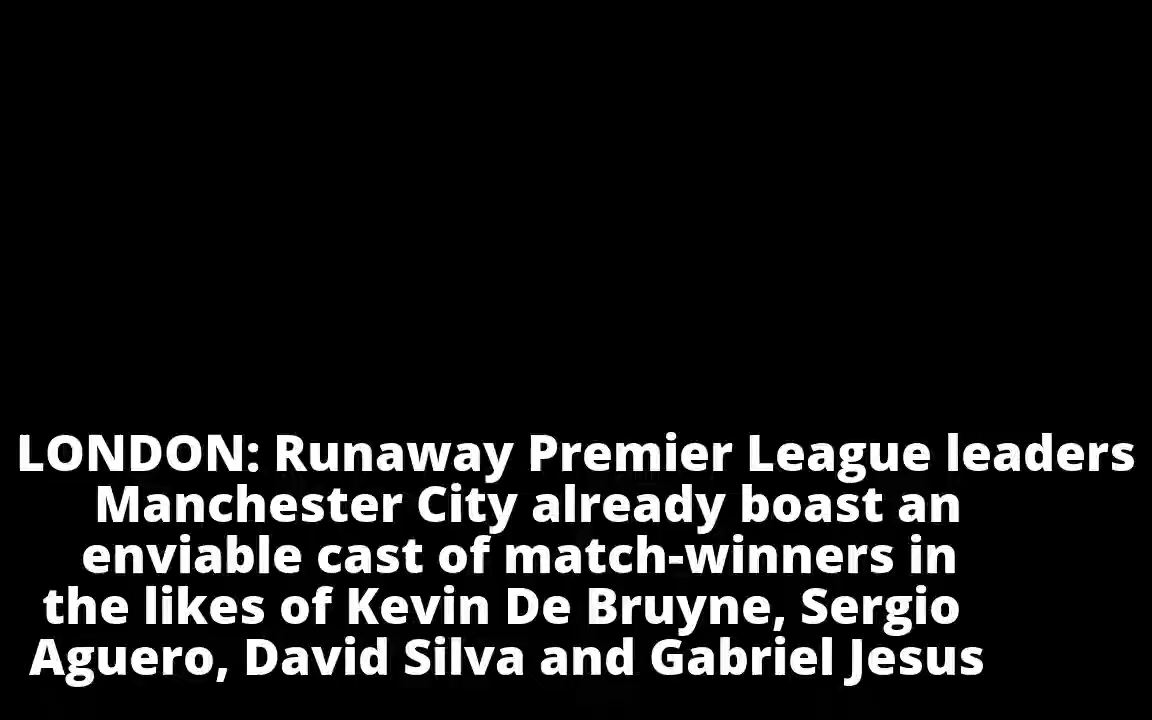 LONDON: Runaway Premier League leaders
Manchester City already boast an
enviable cast of match-winners in
the likes of Kevin De Bruyne, Sergio
Aguero, David Silva and Gabriel Jesus